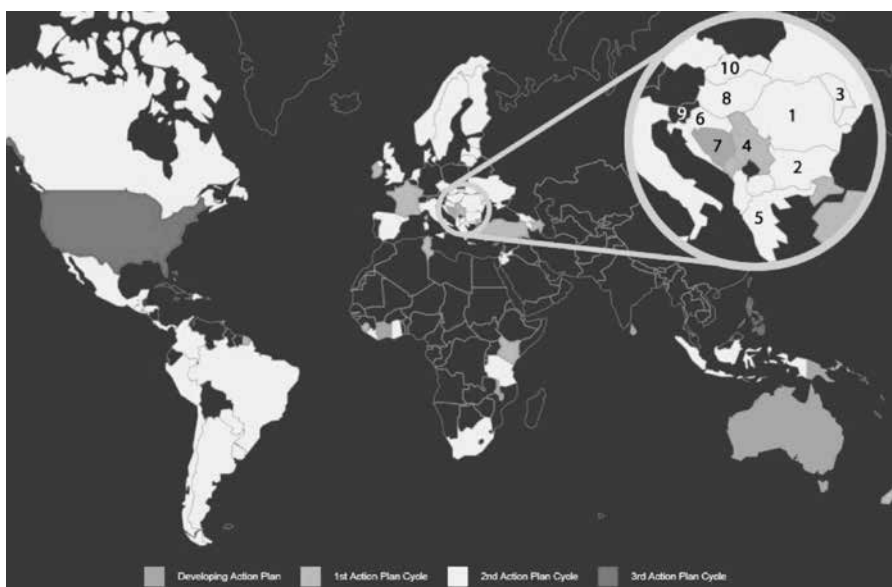 10
3
8
1
9
6
7
4
2
5
Developing Action Plan
1st Action Plan Cycle
2nd Action Plan Cycle
3rd Action Plan Cycle